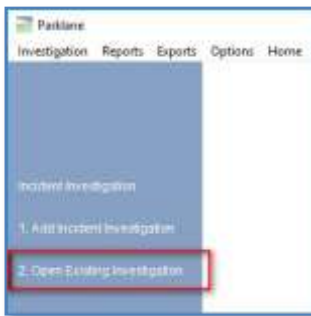 Parklane
Investigation Reports Exports Options Home
Incident Investigation
1. Add Incident Investigation
2. Open Existing Investigation